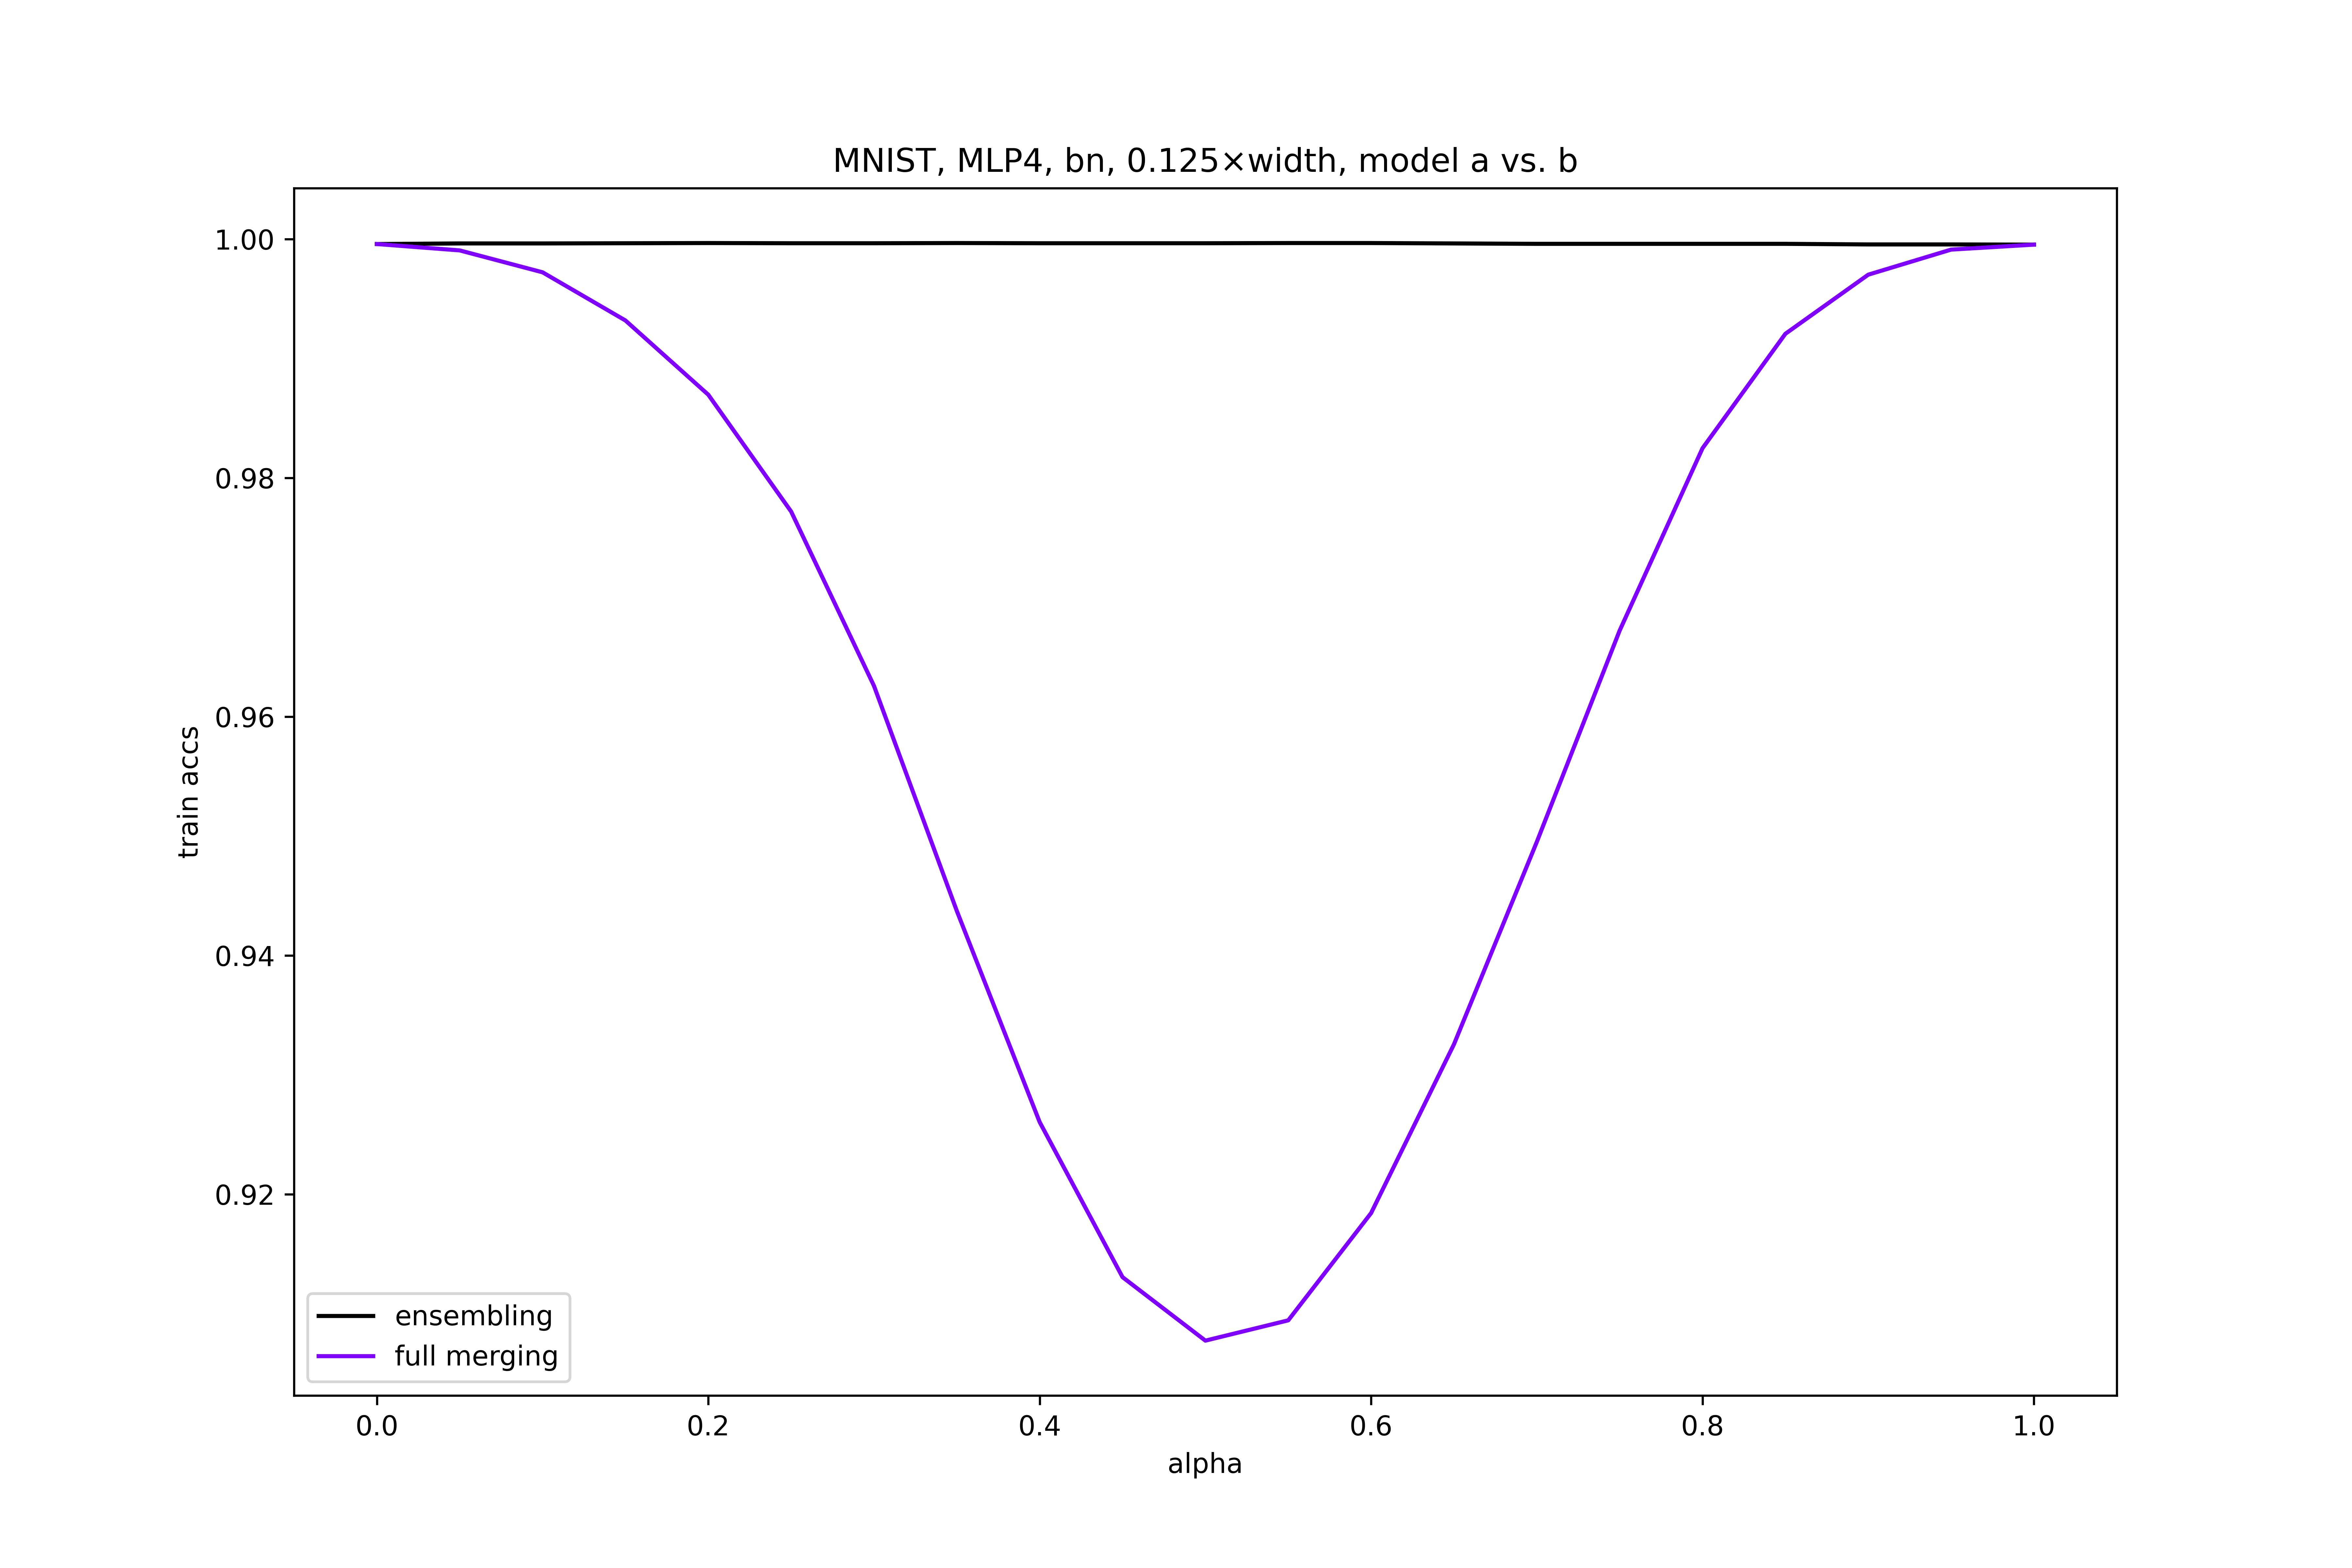 MNIST, MLP4, bn, 0.125×width, model a vs. b
1.00
0.98
0.96
0.94
0.92
train accs
ensembling
full merging
0.0 0.2 0.4 0.6 0.8 1.0
alpha